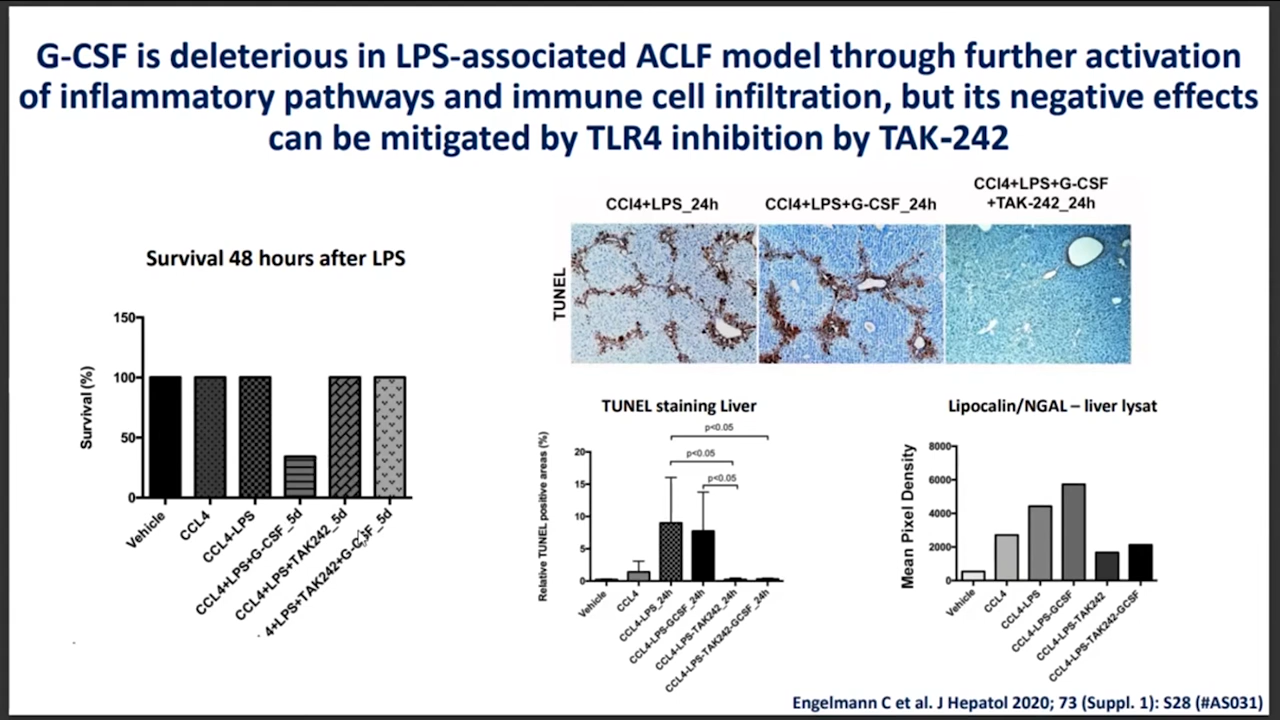 G-CSF is deleterious in LPS-associated ACLF model through further activation
of inflammatory pathways and immune cell infiltration, but its negative effects
can be mitigated by TLR4 inhibition by TAK-242
Survival 48 hours after LPS
Survival (%)
150
100
50
0
Vehicle
CCL4
CCL4+LPS
CCL4+LPS+G-CSF_5d
CCL4+LPS+TAK242_5d
4+LPS+TAK242+G-CSF_5d
CCl4+LPS_24h
CCl4+LPS+G-CSF_24h
CCl4+LPS+G-CSF
+TAK-242_24h
TUNEL
TUNEL staining Liver
Relative TUNEL positive areas (%)
20
15
10
5
0
p<0.05
p<0.05
p<0.05
Vehicle
CCL4
CCL4-LPS_24h
CCL4-LPS-GCSF_24h
CCL4-LPS-TAK242_24h
CCL4-LPS-TAK242-GCSF_24h
Lipocalin/NGAL – liver lysat
Mean Pixel Density
8000
6000
4000
2000
0
Vehicle
CCL4
CCL4-LPS
CCL4-LPS-GCSF
CCL4-LPS-TAK242
CCL4-LPS-TAK242-GCSF
Engelmann C et al. J Hepatol 2020; 73 (Suppl. 1): S28 (#AS031)